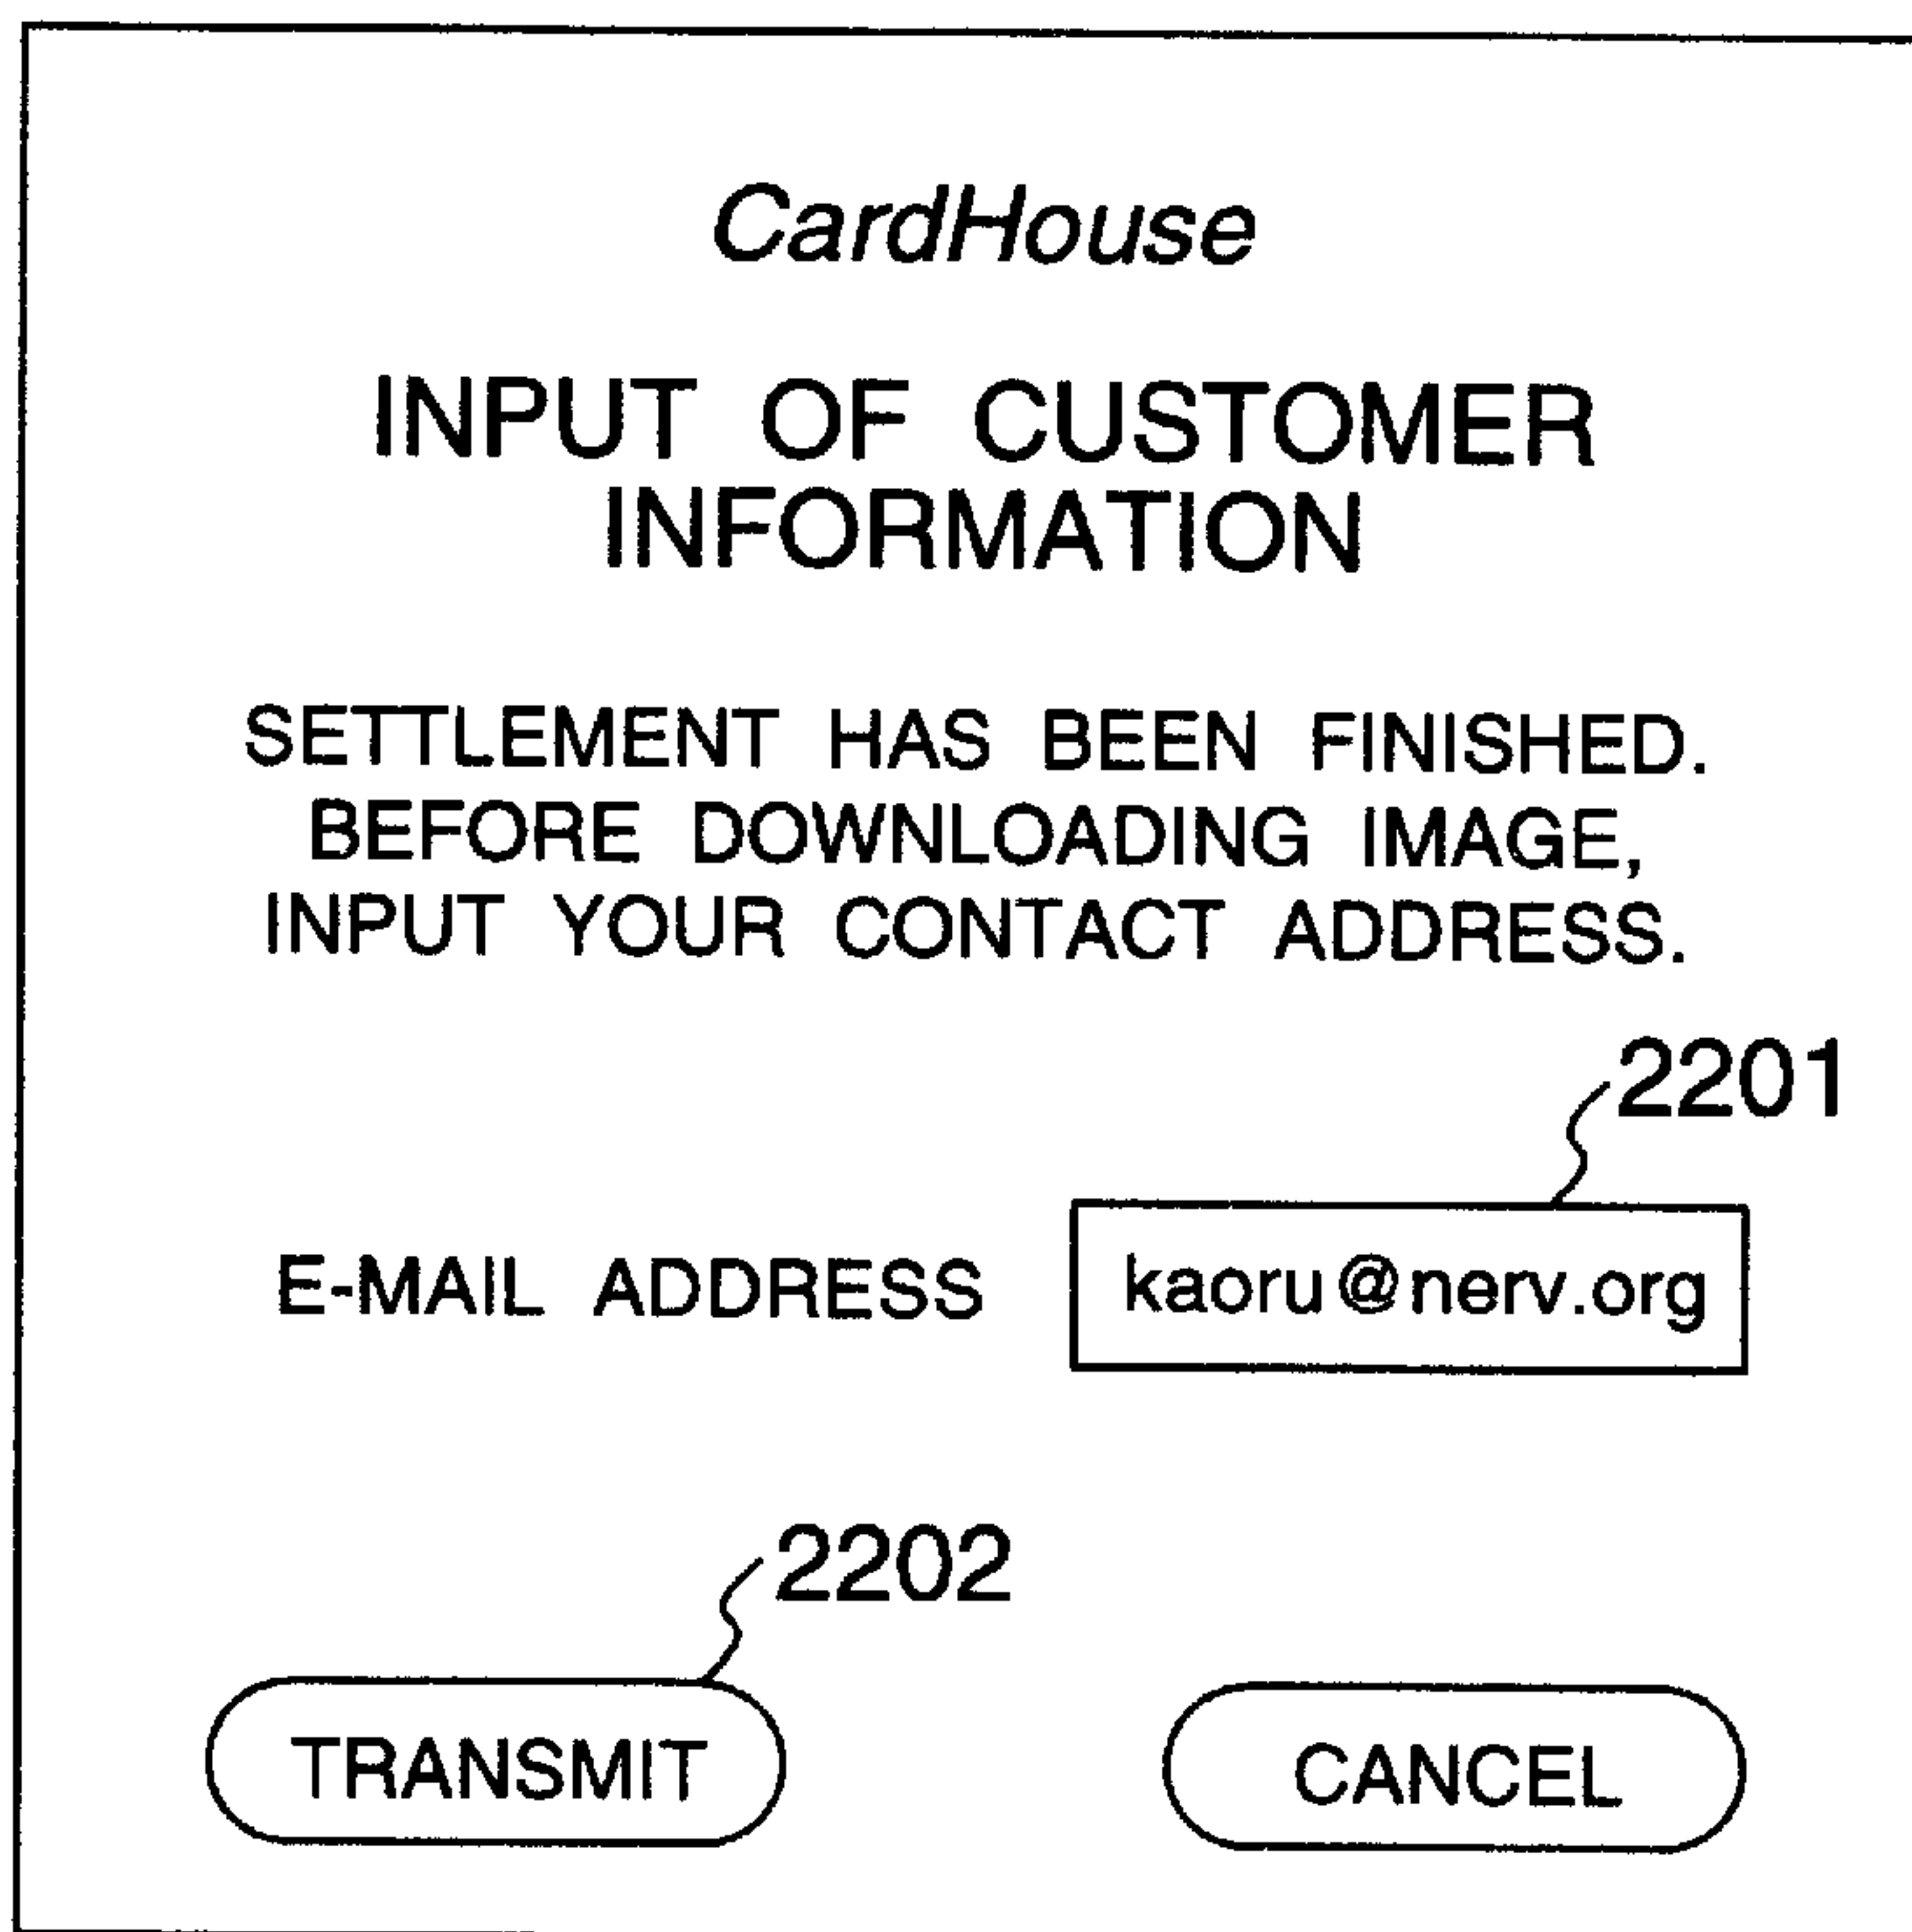 CardHouse
INPUT OF CUSTOMER
INFORMATION
SETTLEMENT HAS BEEN FINISHED.
BEFORE DOWNLOADING IMAGE,
INPUT YOUR CONTACT ADDRESS.
2201
E-MAIL ADDRESS kaoru@nerv.org
2202
TRANSMIT CANCEL